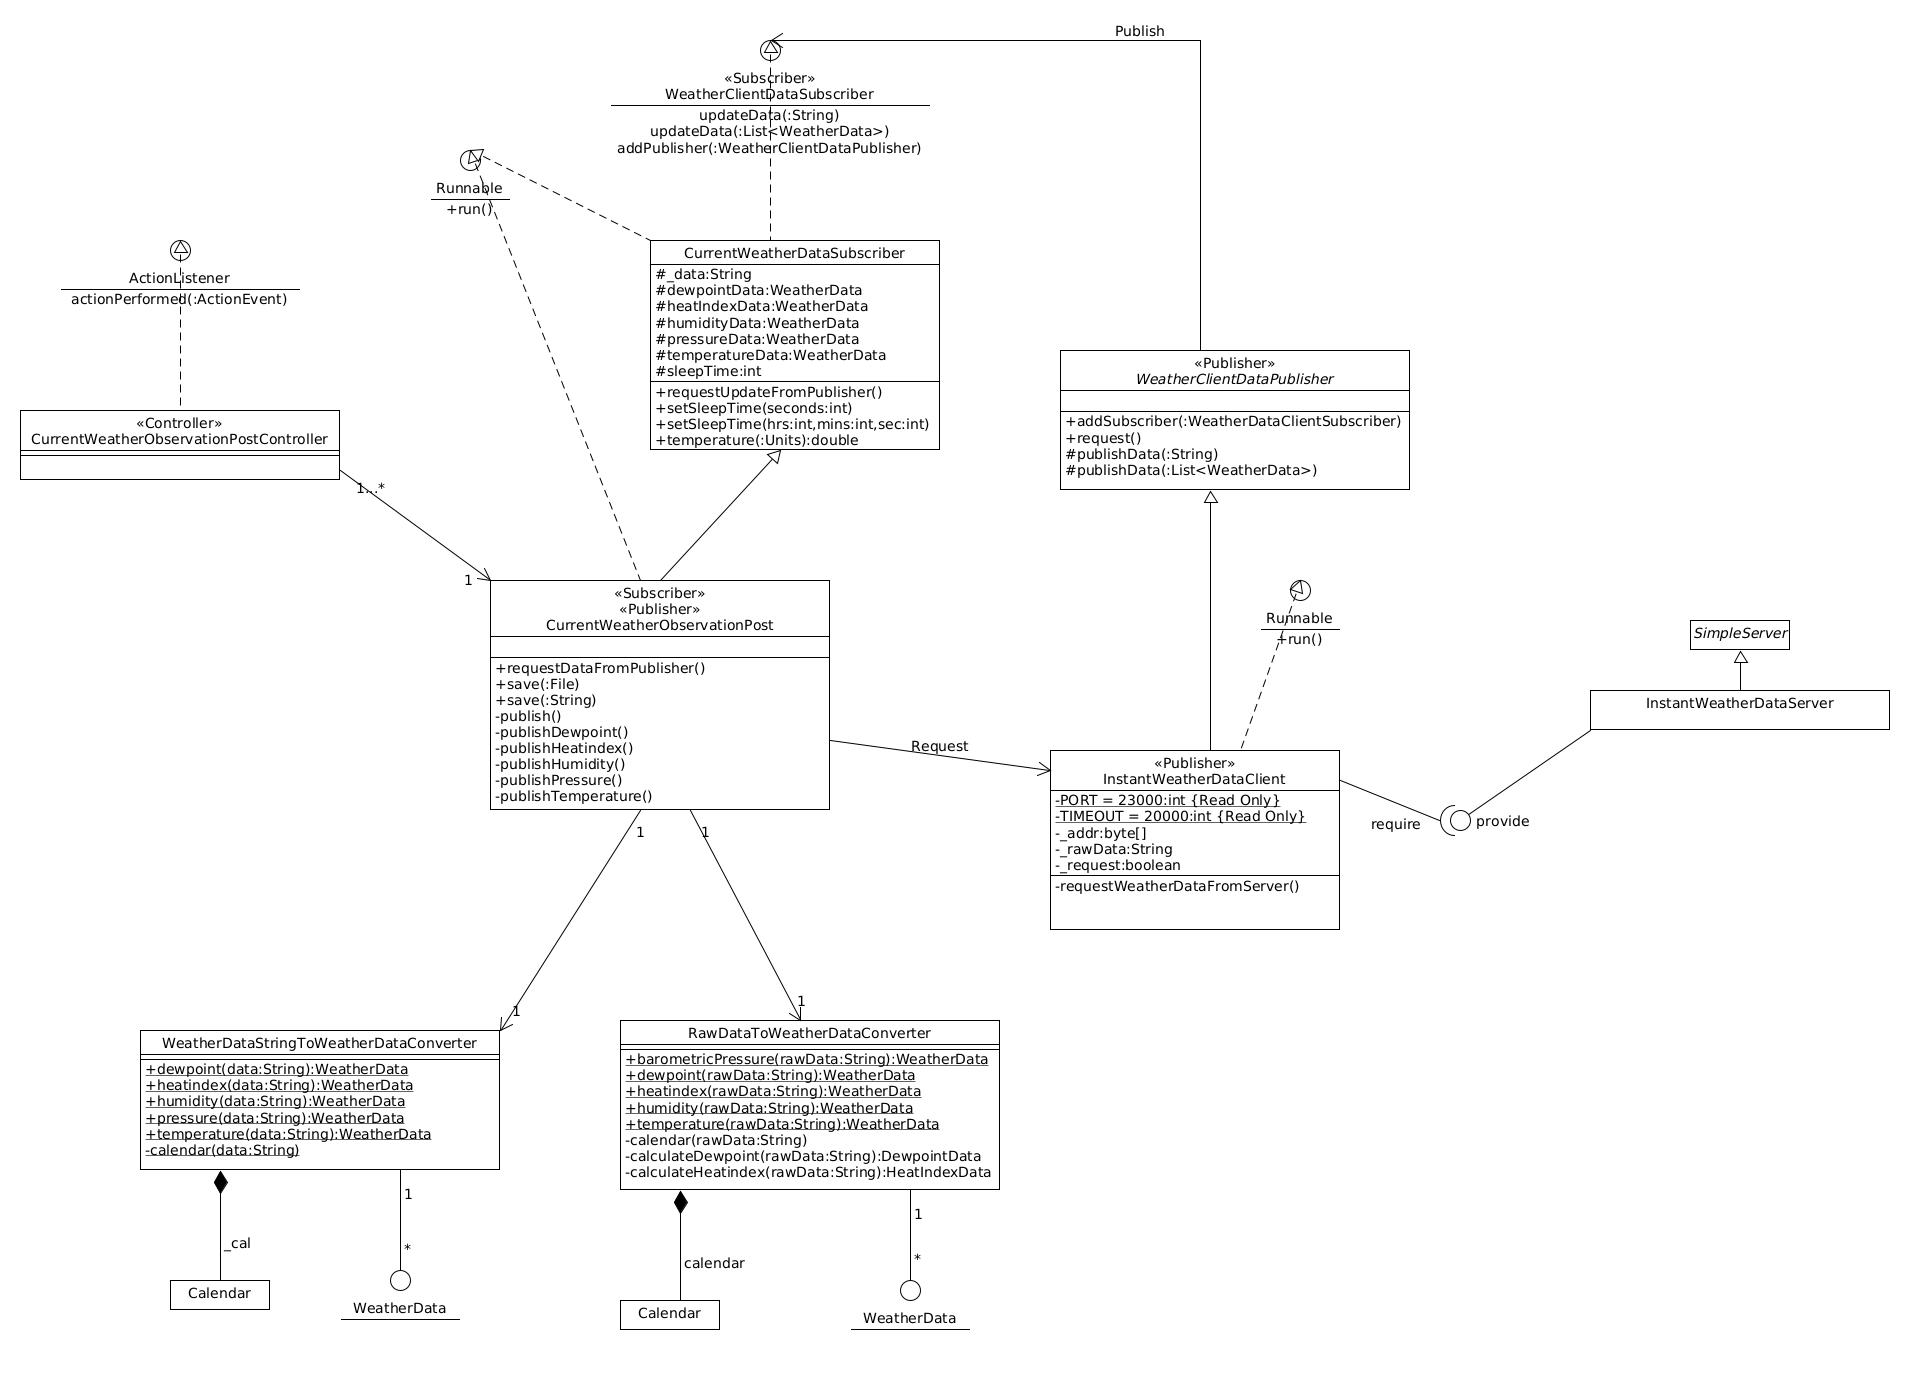 Publish
«Subscriber»
WeatherClientDataSubscriber
updateData(:String)
updateData(:List<WeatherData>)
addPublisher(:WeatherClientDataPublisher)
Runnable
+run()
ActionListener
actionPerformed(:ActionEvent)
CurrentWeatherDataSubscriber
#_data:String
#dewpointData:WeatherData
#heatIndexData:WeatherData
#humidityData:WeatherData
#pressureData:WeatherData
#temperatureData:WeatherData
#sleepTime:int
+requestUpdateFromPublisher()
+setSleepTime(seconds:int)
+setSleepTime(hrs:int,mins:int,sec:int)
+temperature(:Units):double
«Publisher»
WeatherClientDataPublisher
+addSubscriber(:WeatherDataClientSubscriber)
+request()
#publishData(:String)
#publishData(:List<WeatherData>)
«Controller»
CurrentWeatherObservationPostController
1...*
1
«Subscriber»
«Publisher»
CurrentWeatherObservationPost
+requestDataFromPublisher()
+save(:File)
+save(:String)
-publish()
-publishDewpoint()
-publishHeatindex()
-publishHumidity()
-publishPressure()
-publishTemperature()
Runnable
+run()
SimpleServer
InstantWeatherDataServer
Request
«Publisher»
InstantWeatherDataClient
-PORT = 23000:int {Read Only}
-TIMEOUT = 20000:int {Read Only}
-_addr:byte[]
-_rawData:String
-_request:boolean
-requestWeatherDataFromServer()
require
provide
1
1
1
1
WeatherDataStringToWeatherDataConverter
+dewpoint(data:String):WeatherData
+heatindex(data:String):WeatherData
+humidity(data:String):WeatherData
+pressure(data:String):WeatherData
+temperature(data:String):WeatherData
-calendar(data:String)
RawDataToWeatherDataConverter
+barometricPressure(rawData:String):WeatherData
+dewpoint(rawData:String):WeatherData
+heatindex(rawData:String):WeatherData
+humidity(rawData:String):WeatherData
+temperature(rawData:String):WeatherData
-calendar(rawData:String)
-calculateDewpoint(rawData:String):DewpointData
-calculateHeatindex(rawData:String):HeatIndexData
1
_cal
*
Calendar
WeatherData
1
calendar
*
Calendar
WeatherData